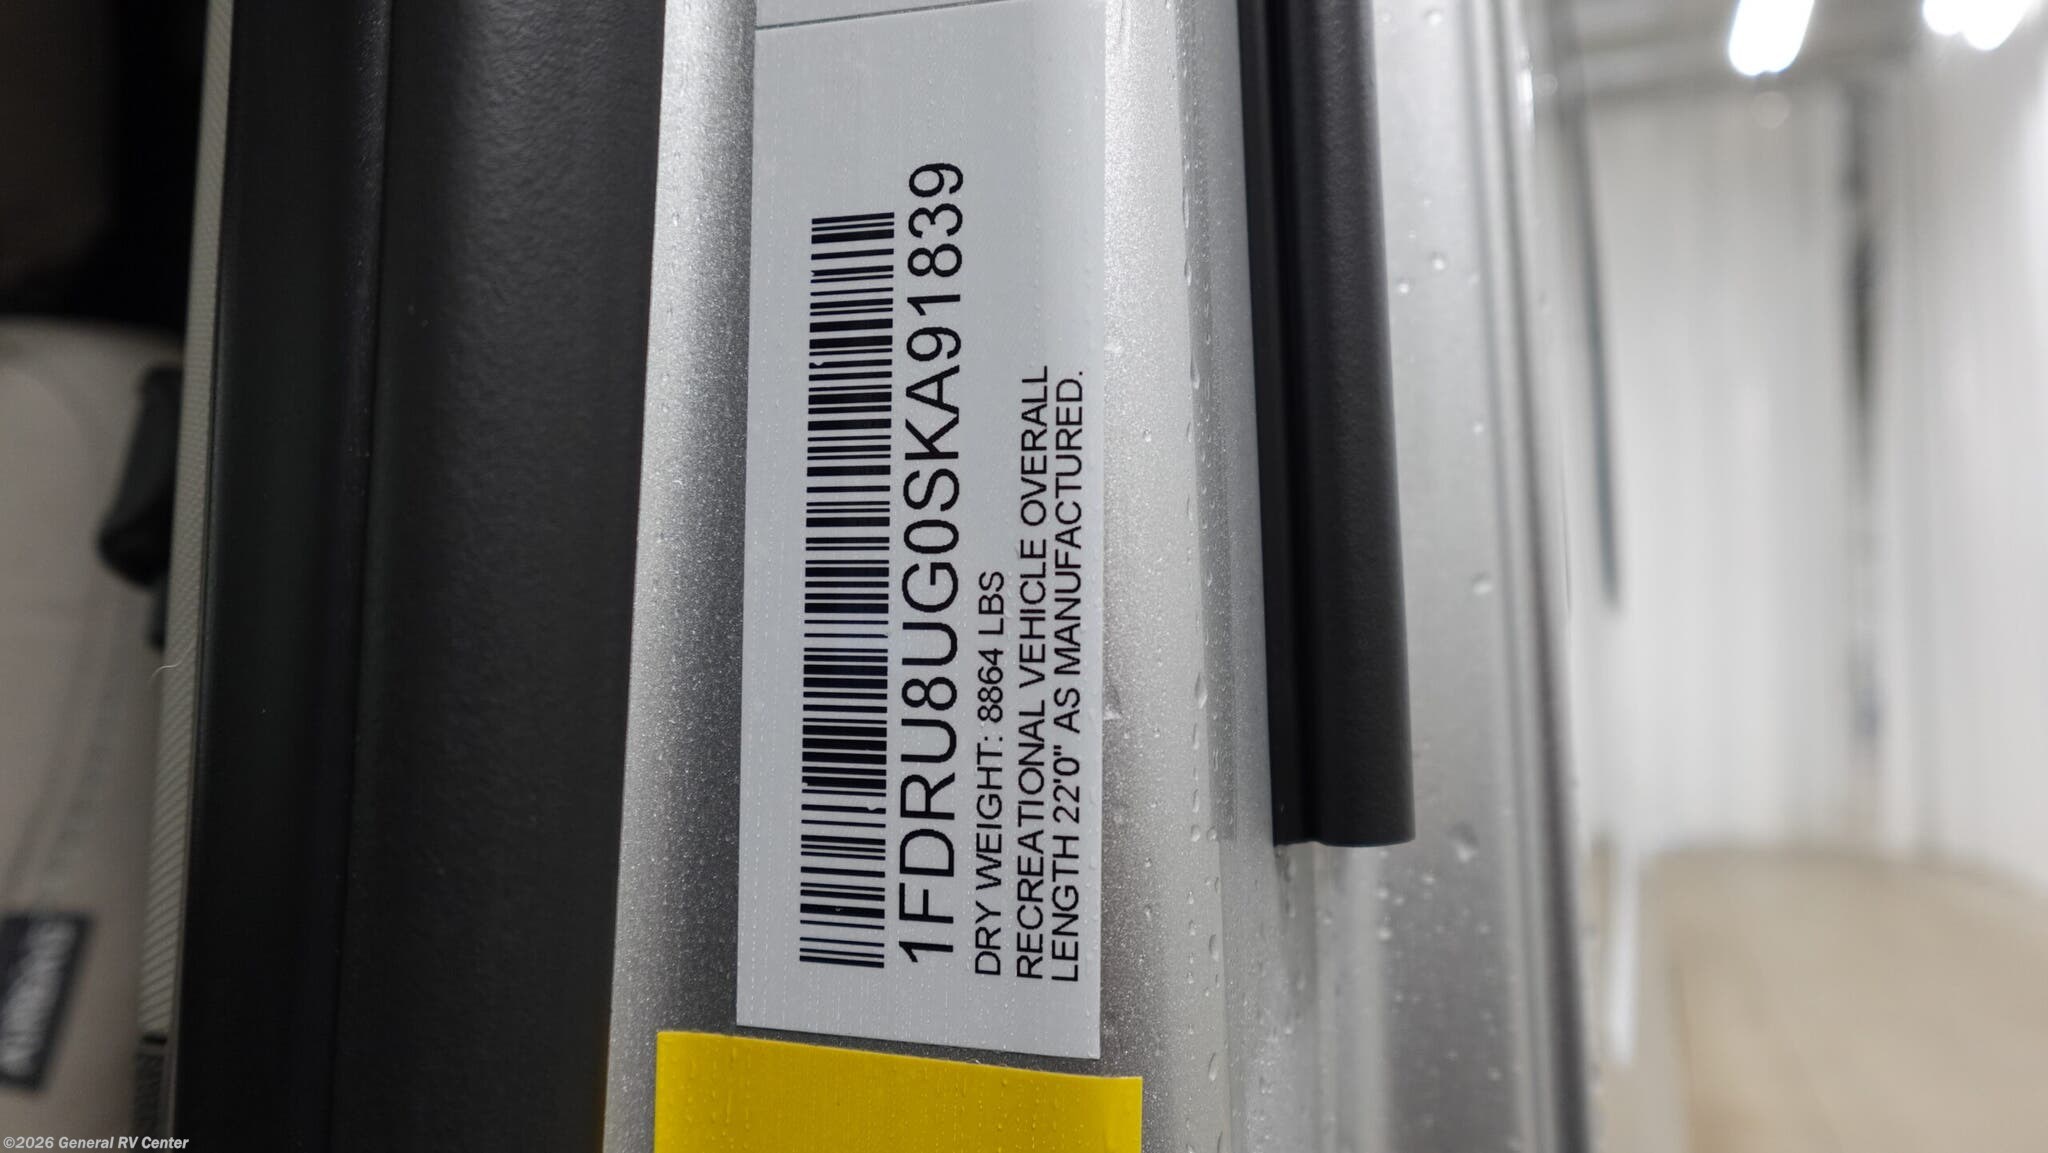 1FDRU8UG0SKA91839
DRY WEIGHT: 8864 LBS
RECREATIONAL VEHICLE OVERALL
LENGTH 22'0" AS MANUFACTURED.
©2026 General RV Center